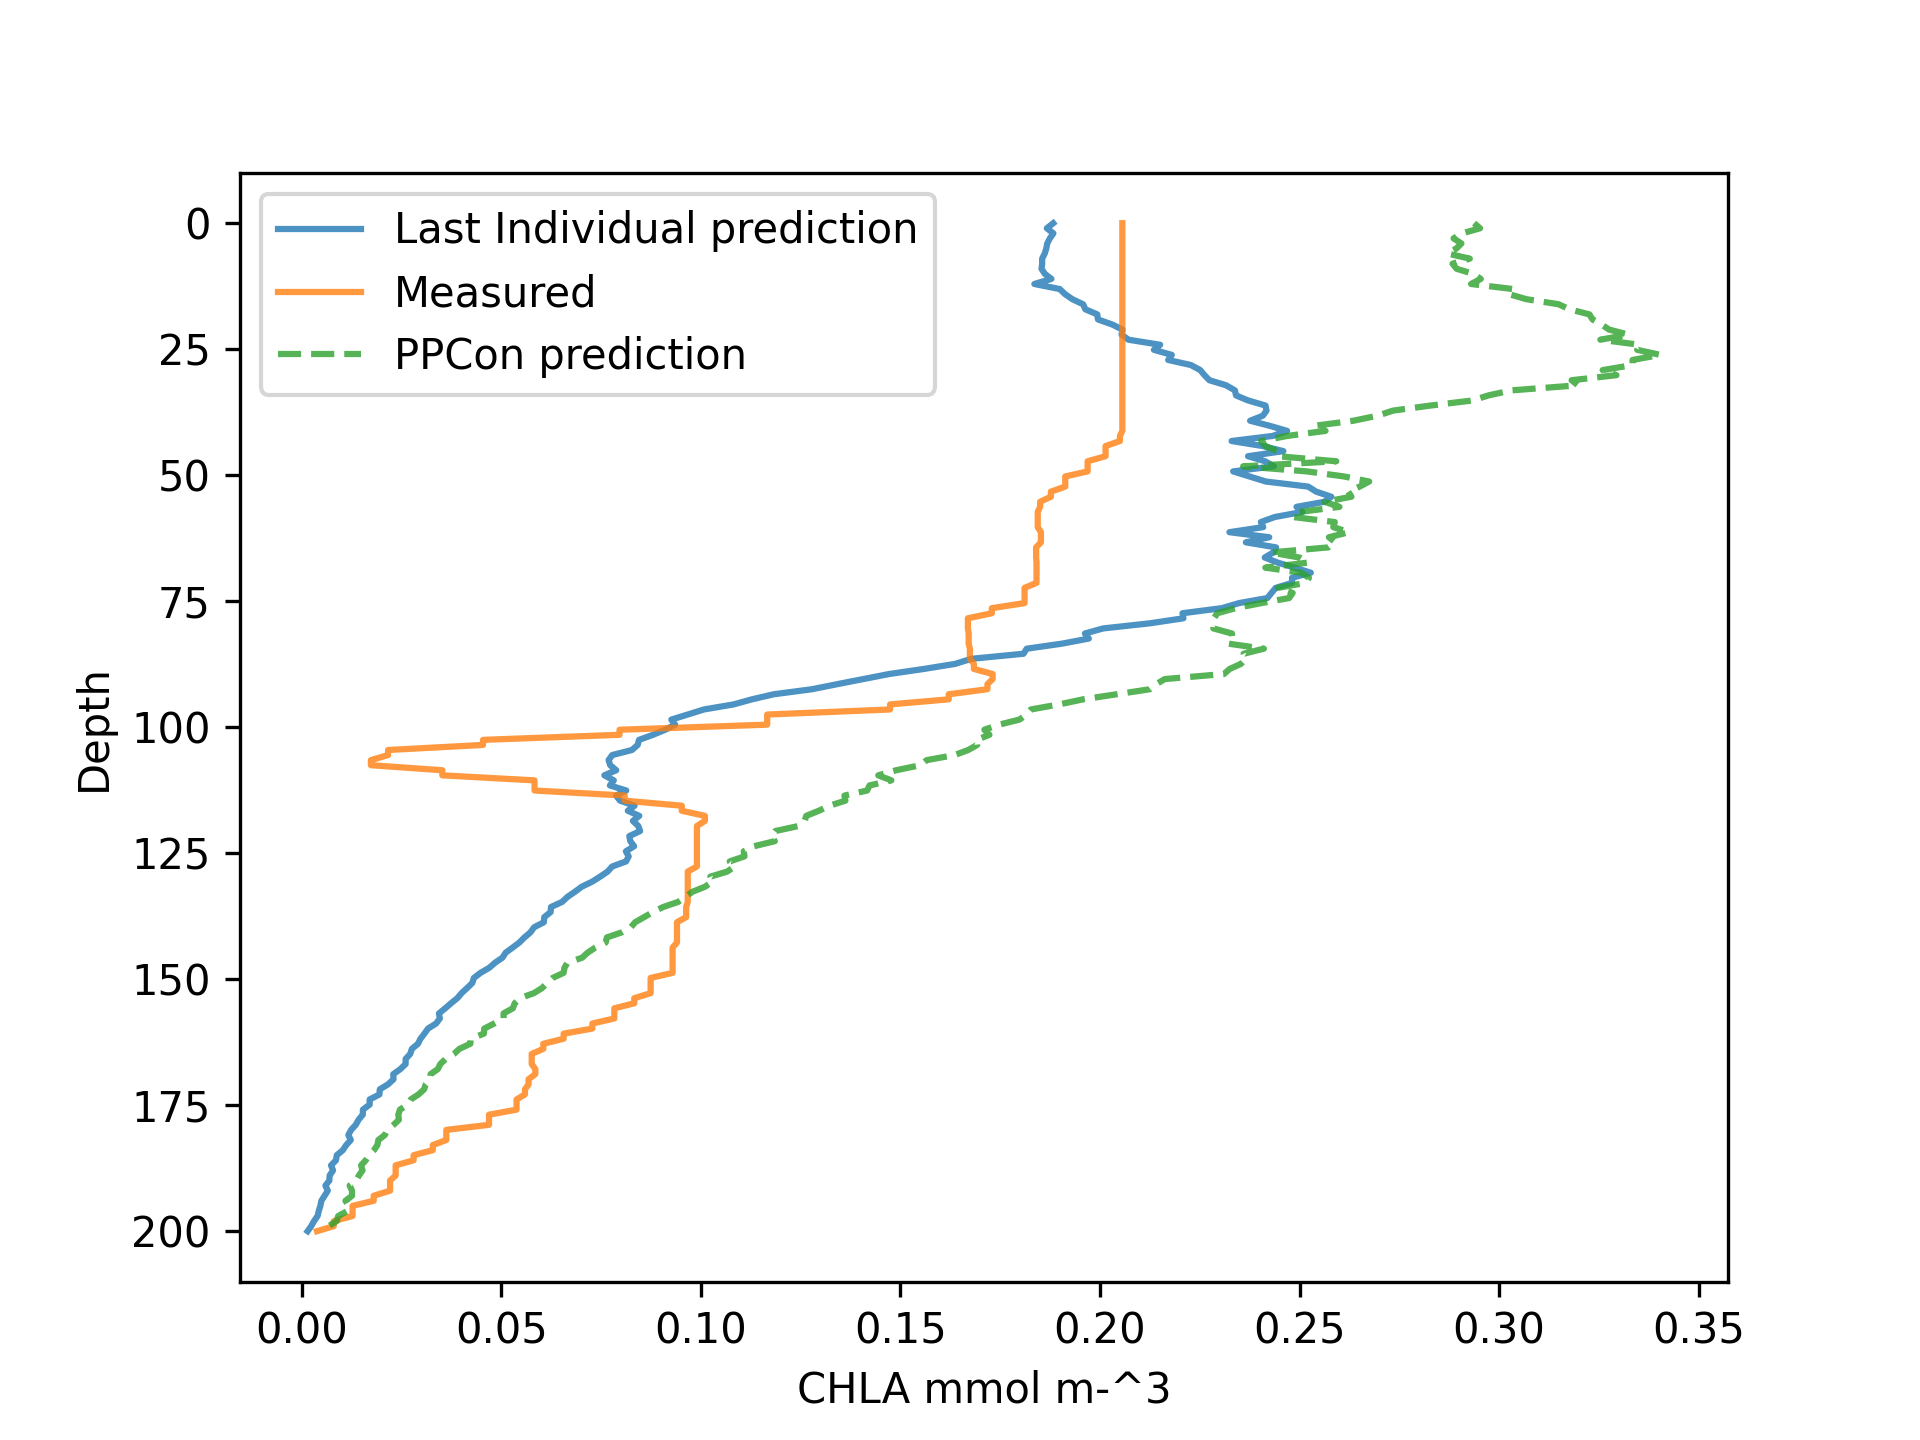 Last Individual prediction
Measured
PPCon prediction
0
25
50
75
100
125
150
175
200
Depth
0.00 0.05 0.10 0.15 0.20 0.25 0.30 0.35
CHLA mmol m-^3